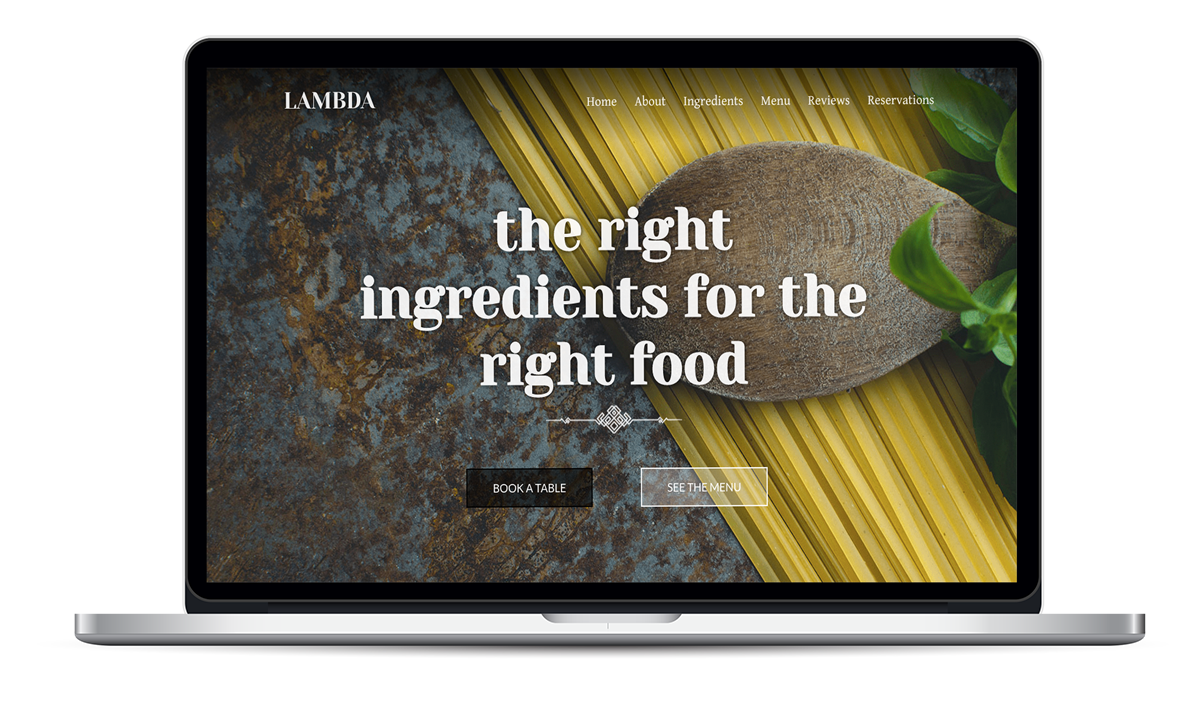 LAMBDA
Home About Ingredients Menu Reviews Reservations
the right
ingredients for the
right food
BOOK A TABLE
SEE THE MENU